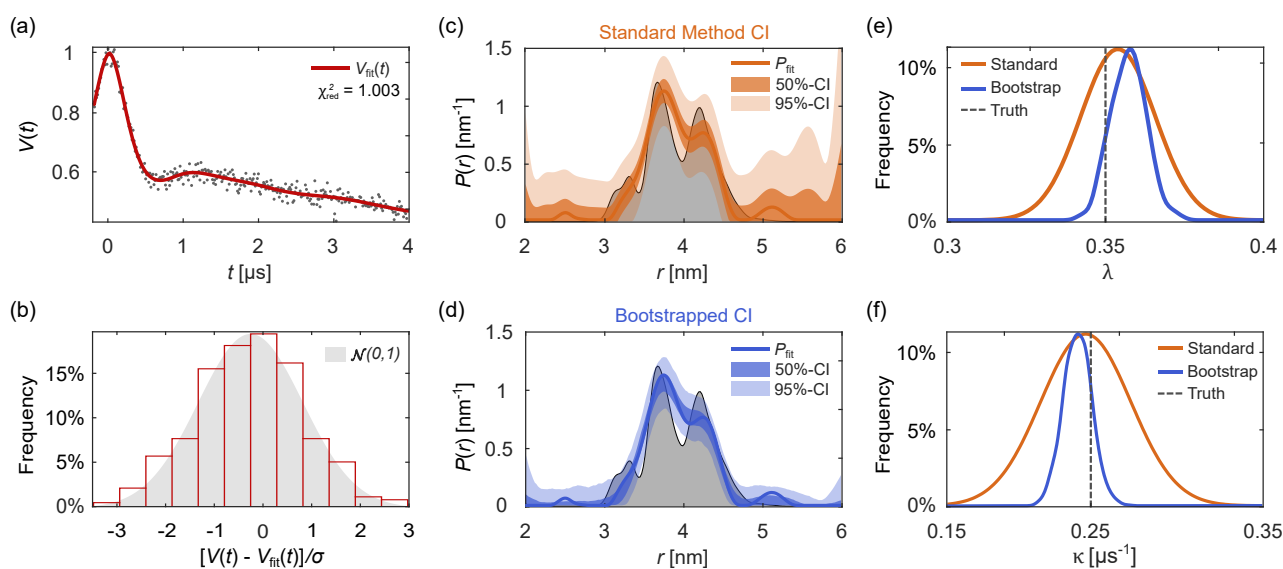 (a)
V_fit(t)
χ²_red = 1.003
1
0.8
0.6
V(t)
0
1
2
3
4
t [µs]
(b)
𝒩(0,1)
15%
10%
5%
0%
Frequency
-3
-2
-1
0
1
2
3
[V(t) - V_fit(t)]/σ
(c)
Standard Method CI
P_fit
50%-CI
95%-CI
1.5
1
0.5
0
P(r) [nm⁻¹]
2
3
4
5
6
r [nm]
(d)
Bootstrapped CI
P_fit
50%-CI
95%-CI
1.5
1
0.5
0
P(r) [nm⁻¹]
2
3
4
5
6
r [nm]
(e)
Standard
Bootstrap
Truth
10%
5%
0%
Frequency
0.3
0.35
0.4
λ
(f)
Standard
Bootstrap
Truth
10%
5%
0%
Frequency
0.15
0.25
0.35
κ [µs⁻¹]